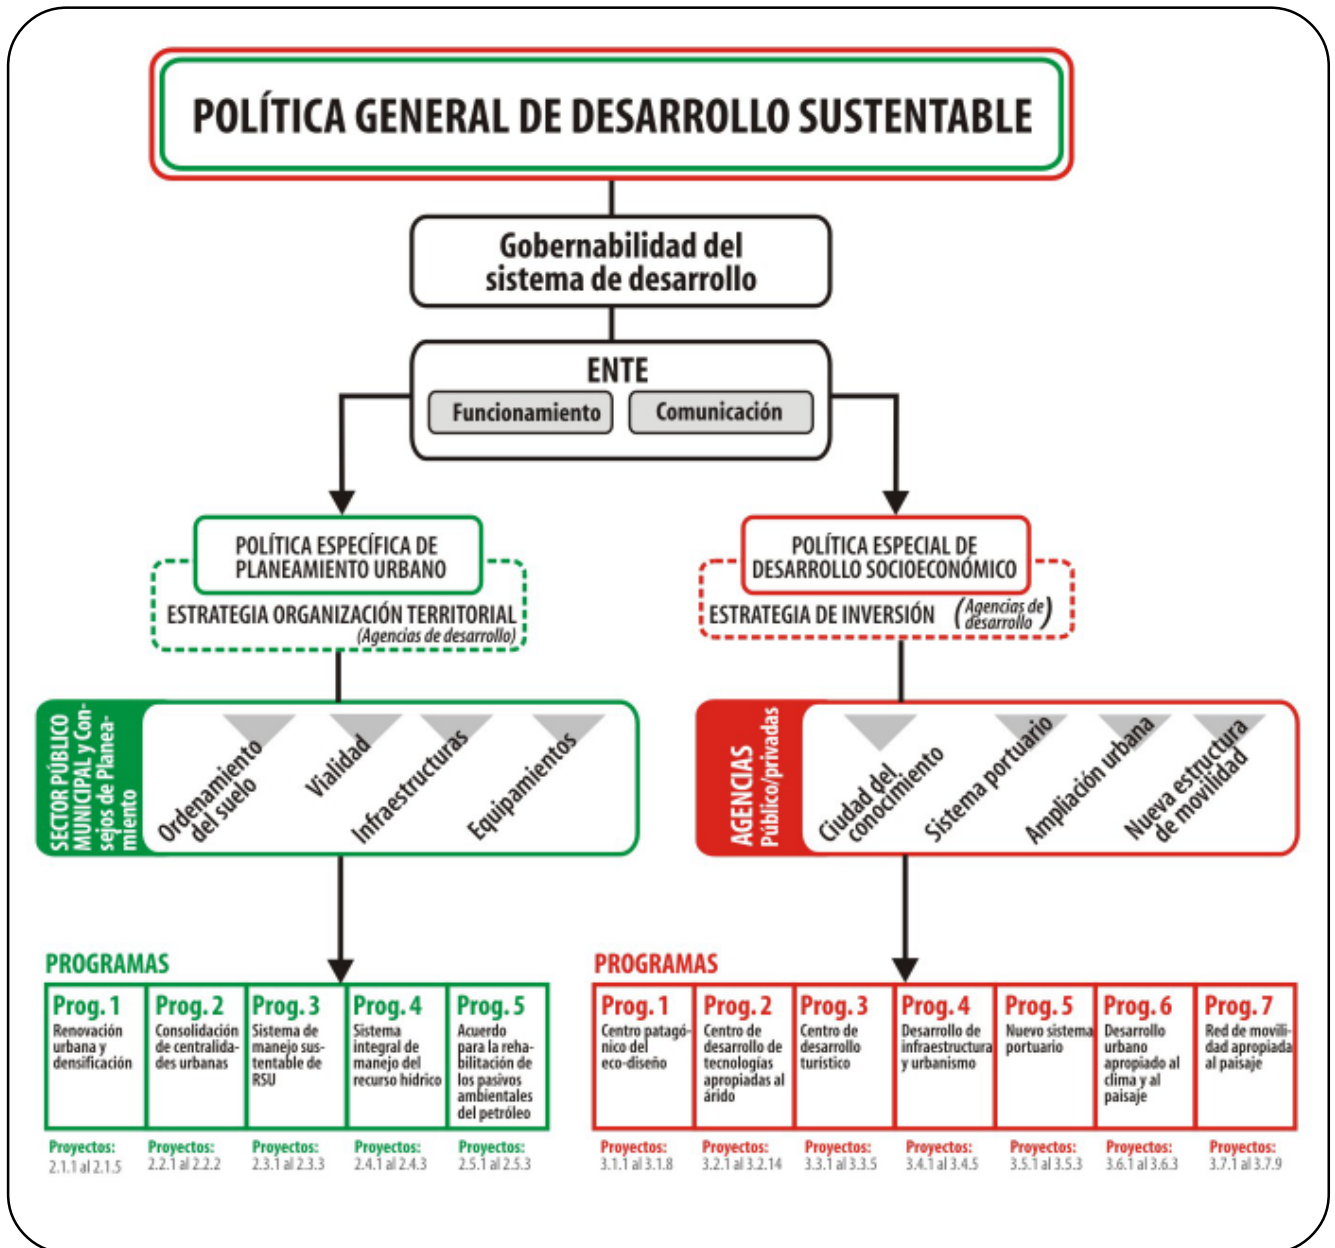 POLÍTICA GENERAL DE DESARROLLO SUSTENTABLE
Gobernabilidad del
sistema de desarrollo
ENTE
Funcionamiento
Comunicación
POLÍTICA ESPECÍFICA DE
PLANEAMIENTO URBANO
ESTRATEGIA ORGANIZACIÓN TERRITORIAL
(Agencias de desarrollo)
POLÍTICA ESPECIAL DE
DESARROLLO SOCIOECONÓMICO
ESTRATEGIA DE INVERSIÓN
(Agencias de
desarrollo)
SECTOR PÚBLICO
MUNICIPAL y Con-
sejos de Planea-
miento
Ordenamiento
del suelo
Vialidad
Infraestructuras
Equipamientos
AGENCIAS
Público/privadas
Ciudad del
conocimiento
Sistema portuario
Ampliación urbana
Nueva estructura
de movilidad
PROGRAMAS
Prog. 1
Renovación
urbana y
densificación
Proyectos:
2.1.1 al 2.1.5
Prog. 2
Consolidación
de centralida-
des urbanas
Proyectos:
2.2.1 al 2.2.2
Prog. 3
Sistema de
manejo sus-
tentable de
RSU
Proyectos:
2.3.1 al 2.3.3
Prog. 4
Sistema
integral de
manejo del
recurso hídrico
Proyectos:
2.4.1 al 2.4.3
Prog. 5
Acuerdo
para la reha-
bilitación de
los pasivos
ambientales
del petróleo
Proyectos:
2.5.1 al 2.5.3
PROGRAMAS
Prog. 1
Centro patagó-
nico del
eco-diseño
Proyectos:
3.1.1 al 3.1.8
Prog. 2
Centro de
desarrollo de
tecnologías
apropiadas al
árido
Proyectos:
3.2.1 al 3.2.14
Prog. 3
Centro de
desarrollo
turístico
Proyectos:
3.3.1 al 3.3.5
Prog. 4
Desarrollo de
infraestructura
y urbanismo
Proyectos:
3.4.1 al 3.4.5
Prog. 5
Nuevo sistema
portuario
Proyectos:
3.5.1 al 3.5.3
Prog. 6
Desarrollo
urbano
apropiado al
clima y al
paisaje
Proyectos:
3.6.1 al 3.6.3
Prog. 7
Red de movili-
dad apropiada
al paisaje
Proyectos:
3.7.1 al 3.7.9